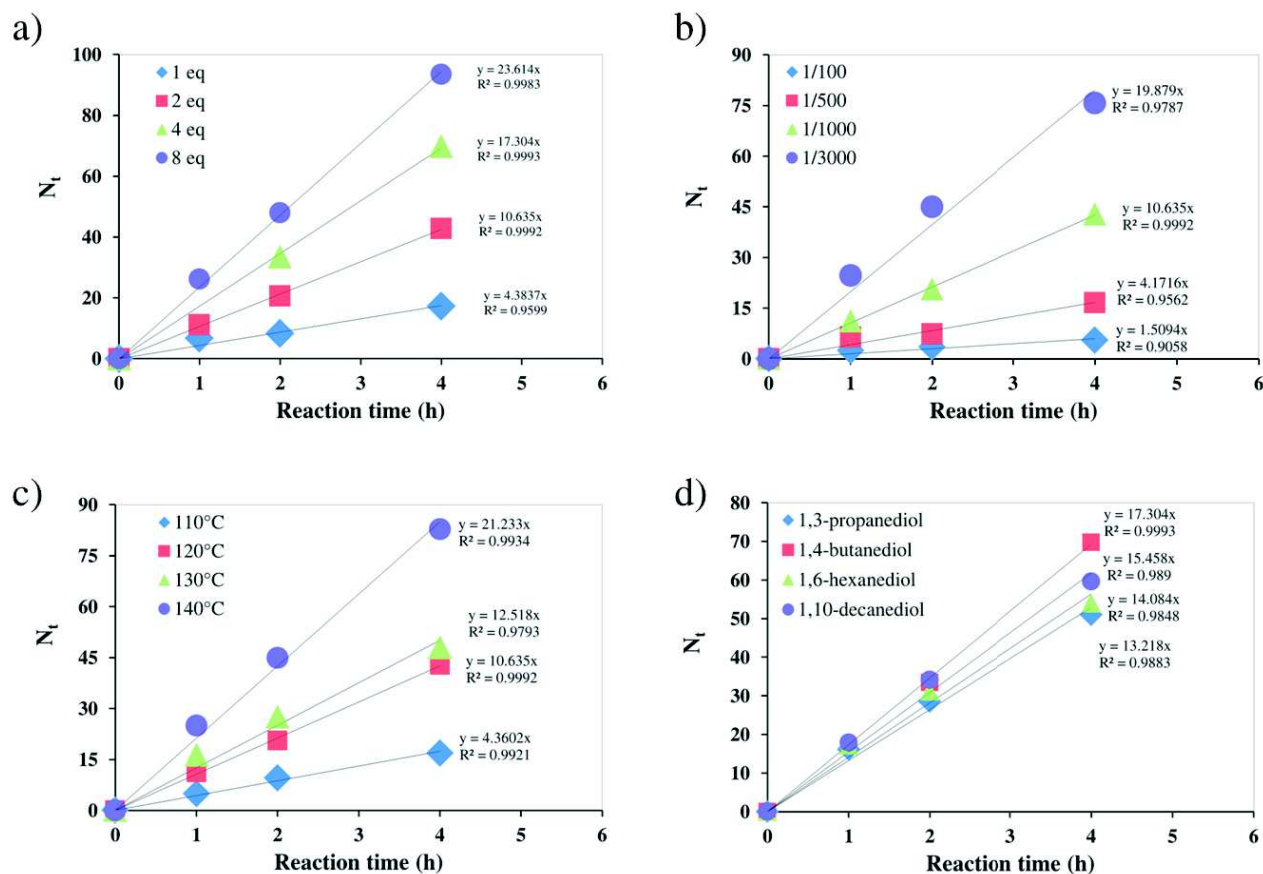 a)
100
80
60
40
20
0
N_t
1 eq
2 eq
4 eq
8 eq
y = 23.614x
R² = 0.9983
y = 17.304x
R² = 0.9993
y = 10.635x
R² = 0.9992
y = 4.3837x
R² = 0.9599
0 1 2 3 4 5 6
Reaction time (h)
b)
90
75
60
45
30
15
0
N_t
1/100
1/500
1/1000
1/3000
y = 19.879x
R² = 0.9787
y = 10.635x
R² = 0.9992
y = 4.1716x
R² = 0.9562
y = 1.5094x
R² = 0.9058
0 1 2 3 4 5 6
Reaction time (h)
c)
90
75
60
45
30
15
0
N_t
110°C
120°C
130°C
140°C
y = 21.233x
R² = 0.9934
y = 12.518x
R² = 0.9793
y = 10.635x
R² = 0.9992
y = 4.3602x
R² = 0.9921
0 1 2 3 4 5 6
Reaction time (h)
d)
80
70
60
50
40
30
20
10
0
N_t
1,3-propanediol
1,4-butanediol
1,6-hexanediol
1,10-decanediol
y = 17.304x
R² = 0.9993
y = 15.458x
R² = 0.989
y = 14.084x
R² = 0.9848
y = 13.218x
R² = 0.9883
0 1 2 3 4 5 6
Reaction time (h)